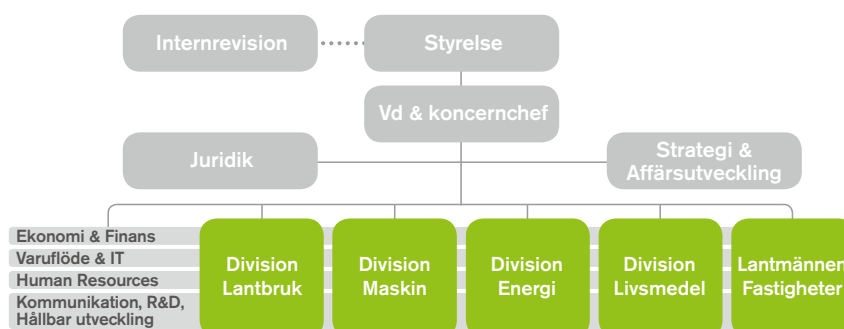 Internrevision
Styrelse
Vd & koncernchef
Juridik
Strategi &
Affärsutveckling
Ekonomi & Finans
Varuflöde & IT
Human Resources
Kommunikation, R&D,
Hållbar utveckling
Division
Lantbruk
Division
Maskin
Division
Energi
Division
Livsmedel
Lantmännen
Fastigheter